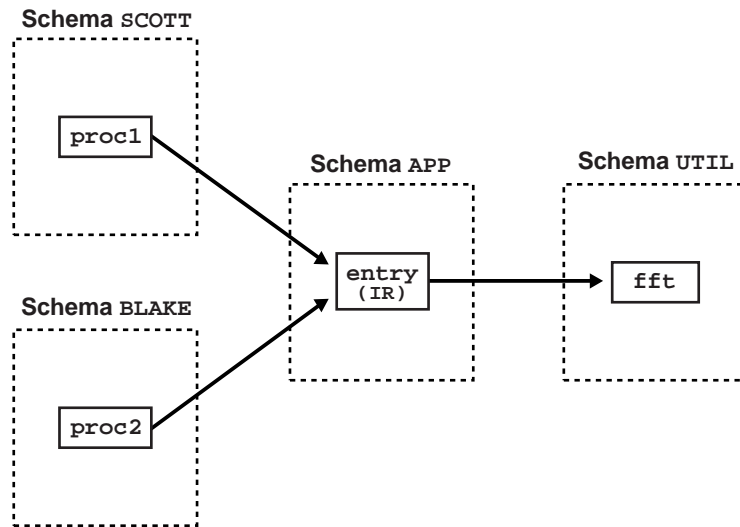 Schema SCOTT
proc1
Schema APP
Schema UTIL
entry
(IR)
fft
Schema BLAKE
proc2